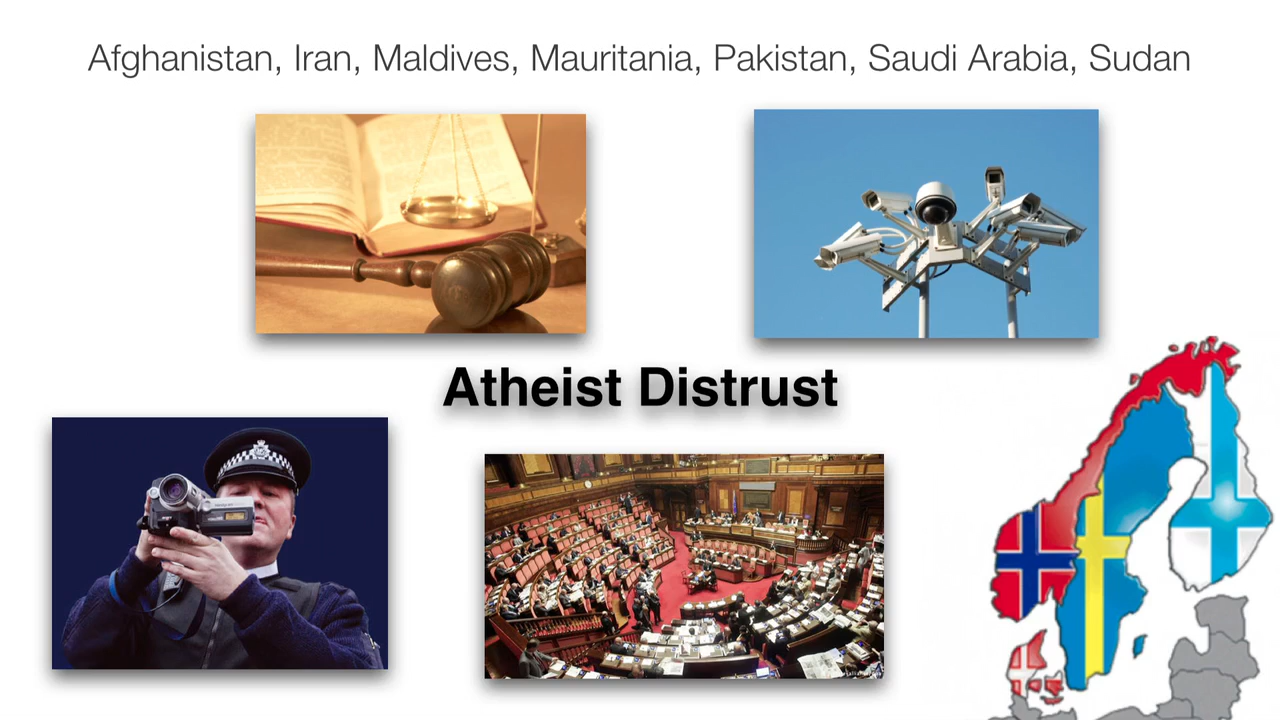 Afghanistan, Iran, Maldives, Mauritania, Pakistan, Saudi Arabia, Sudan
Atheist Distrust